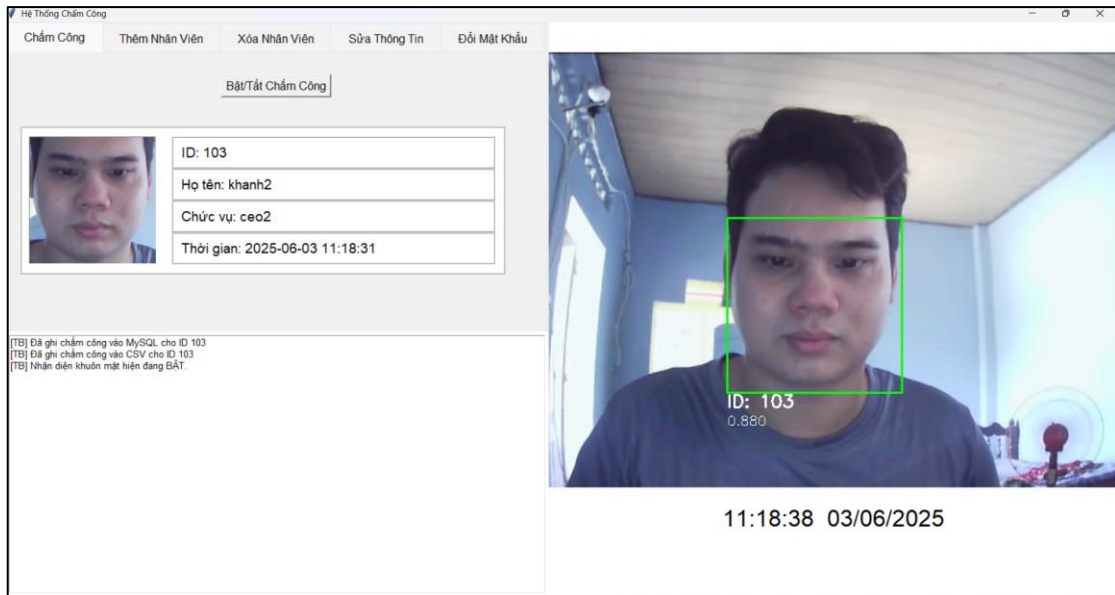 Hệ Thống Chấm Công
Chấm Công
Thêm Nhân Viên
Xóa Nhân Viên
Sửa Thông Tin
Đổi Mật Khẩu
Bật/Tắt Chấm Công
ID: 103
Họ tên: khanh2
Chức vụ: ceo2
Thời gian: 2025-06-03 11:18:31
[TB] Đã ghi chấm công vào MySQL cho ID 103
[TB] Đã ghi chấm công vào CSV cho ID 103
[TB] Nhận diện khuôn mặt hiện đang BẬT.
ID: 103
0.880
11:18:38 03/06/2025